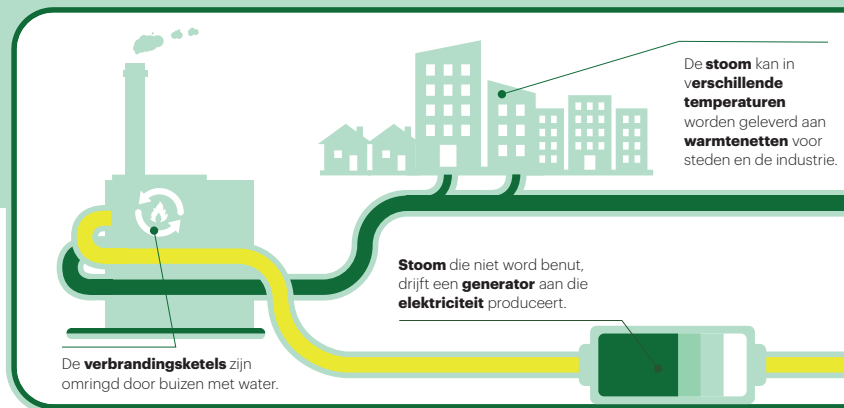 De stoom kan in
verschillende
temperaturen
worden geleverd aan
warmtenetten voor
steden en de industrie.
Stoom die niet word benut,
drijft een generator aan die
elektriciteit produceert.
De verbrandingsketels zijn
omringd door buizen met water.